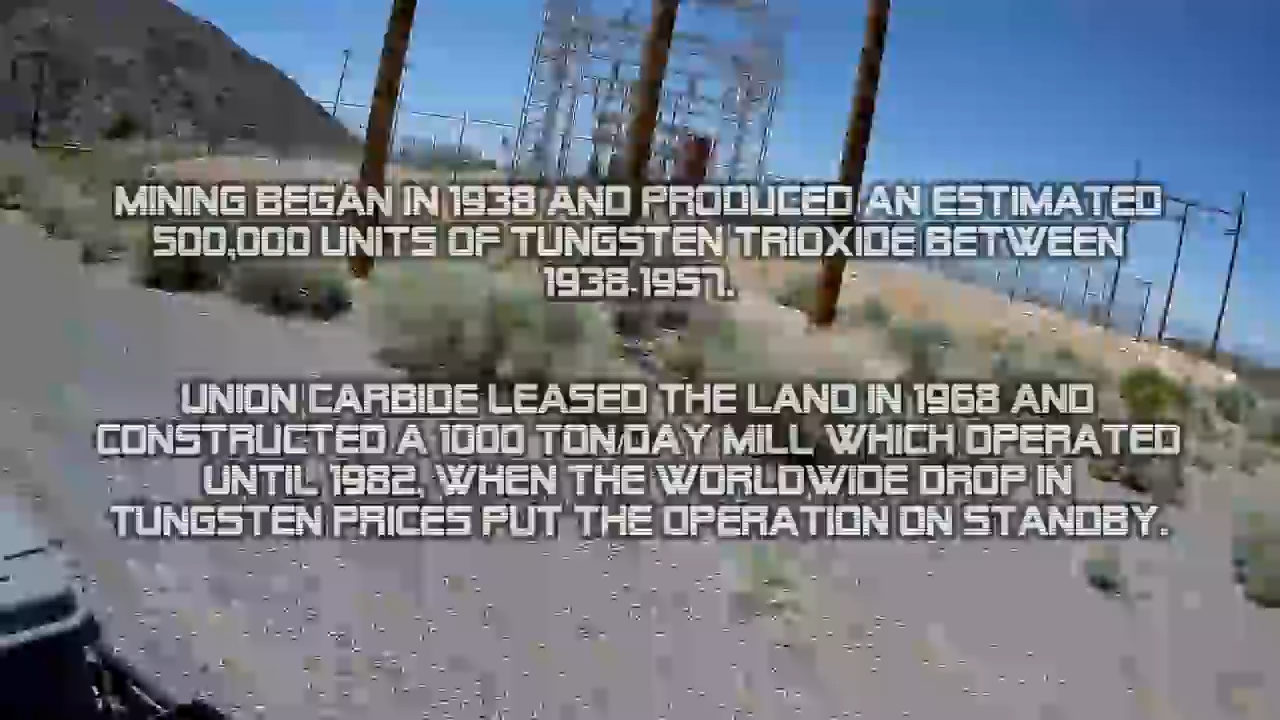 MINING BEGAN IN 1938 AND PRODUCED AN ESTIMATED
500,000 UNITS OF TUNGSTEN TRIOXIDE BETWEEN
1938-1957.
UNION CARBIDE LEASED THE LAND IN 1968 AND
CONSTRUCTED A 1000 TON/DAY MILL WHICH OPERATED
UNTIL 1982, WHEN THE WORLDWIDE DROP IN
TUNGSTEN PRICES PUT THE OPERATION ON STANDBY.